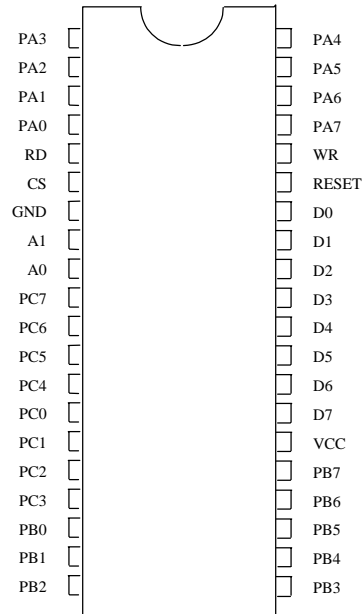 PA3 PA4
PA2 PA5
PA1 PA6
PA0 PA7
RD WR
CS RESET
GND D0
A1 D1
A0 D2
PC7 D3
PC6 D4
PC5 D5
PC4 D6
PC0 D7
PC1 VCC
PC2 PB7
PC3 PB6
PB0 PB5
PB1 PB4
PB2 PB3